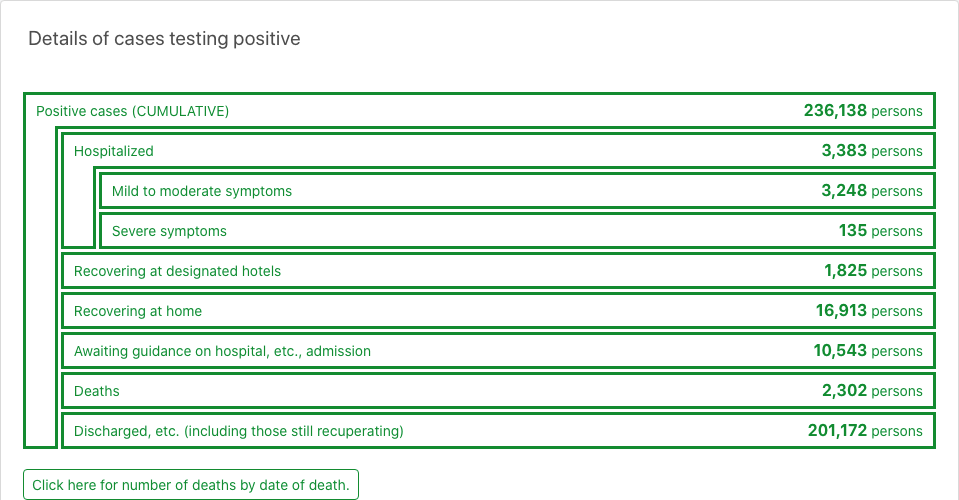 Details of cases testing positive
Positive cases (CUMULATIVE) 236,138 persons
Hospitalized 3,383 persons
Mild to moderate symptoms 3,248 persons
Severe symptoms 135 persons
Recovering at designated hotels 1,825 persons
Recovering at home 16,913 persons
Awaiting guidance on hospital, etc., admission 10,543 persons
Deaths 2,302 persons
Discharged, etc. (including those still recuperating) 201,172 persons
Click here for number of deaths by date of death.